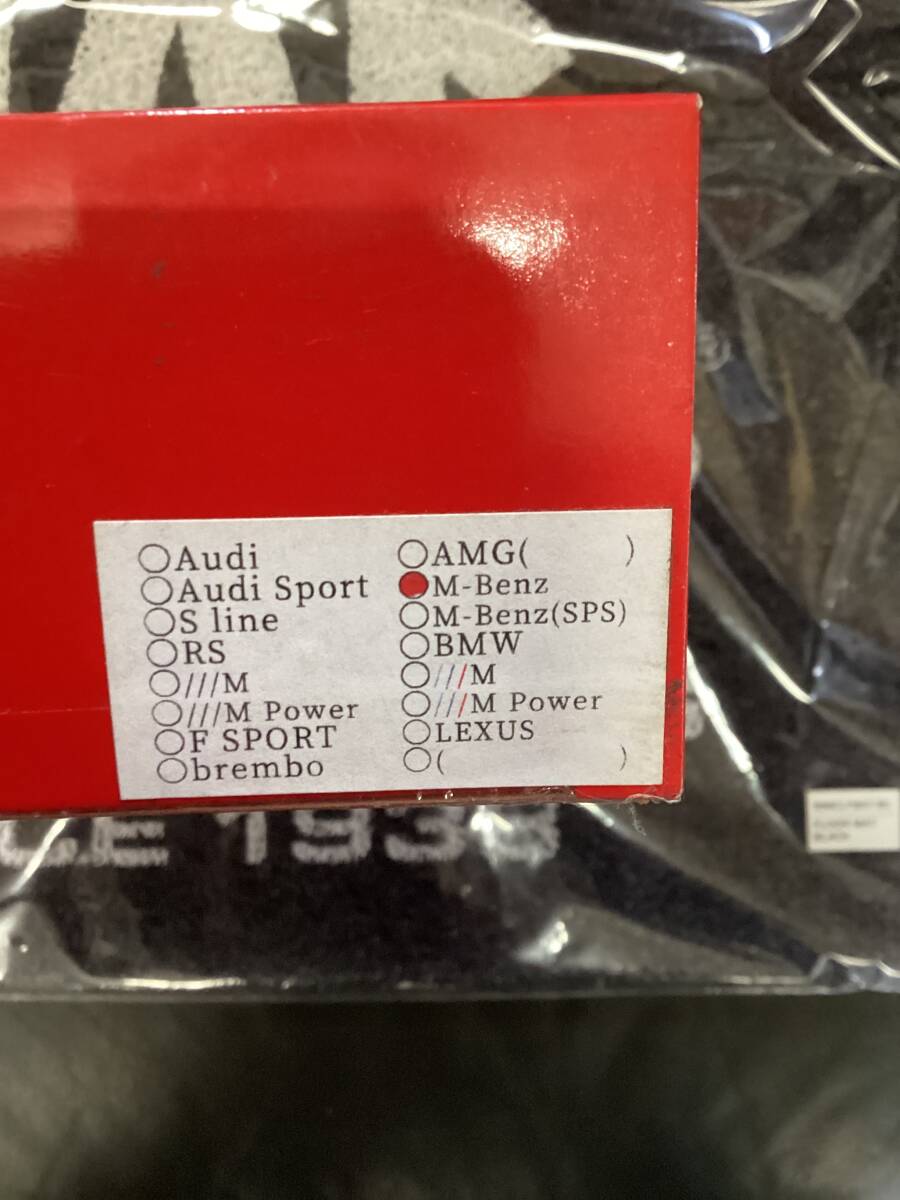 Audi
Audi Sport
S line
RS
///M
///M Power
F SPORT
brembo
AMG( )
M-Benz
M-Benz(SPS)
BMW
///M
///M Power
LEXUS
( )